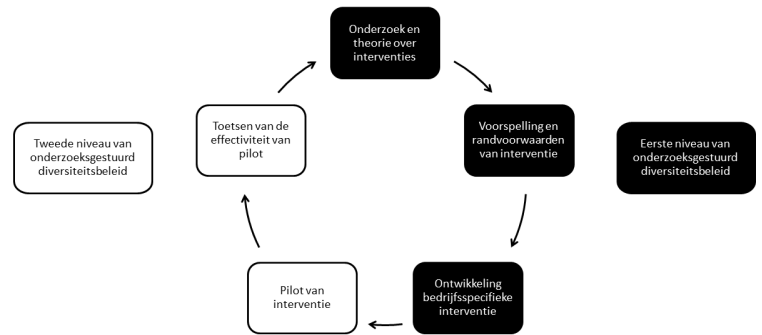 Onderzoek en
theorie over
interventies
Tweede niveau van
onderzoeksgestuurd
diversiteitsbeleid
Toetsen van de
effectiviteit van
pilot
Voorspelling en
randvoorwaarden
van interventie
Eerste niveau van
onderzoeksgestuurd
diversiteitsbeleid
Pilot van
interventie
Ontwikkeling
bedrijfsspecifieke
interventie